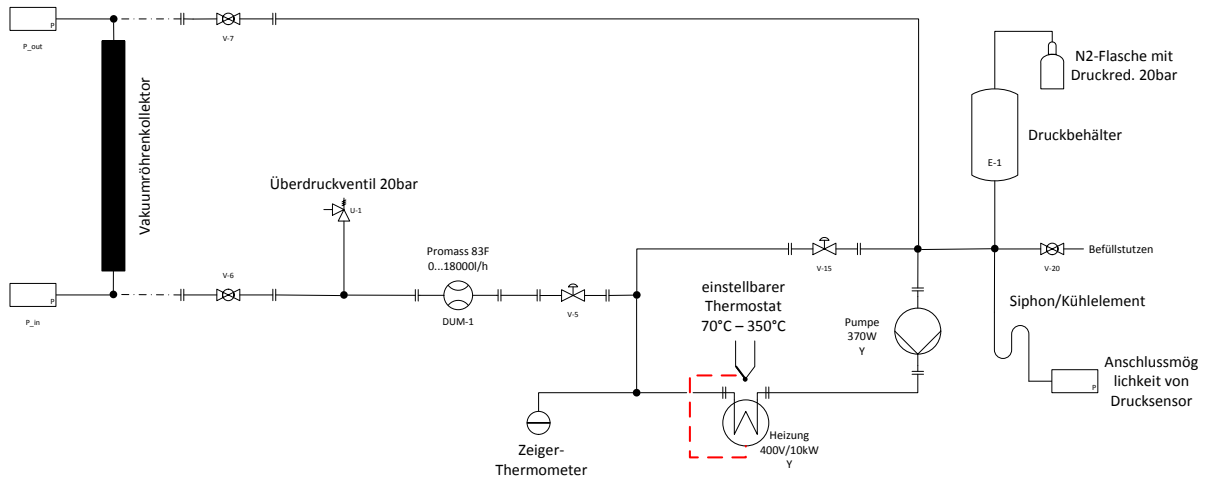 P
P_out
V-7
N2-Flasche mit
Druckred. 20bar
Vakuumröhrenkollektor
Druckbehälter
E-1
Überdruckventil 20bar
U-1
Promass 83F
0...18000l/h
DUM-1
V-6
V-5
V-15
V-20
Befüllstutzen
P
P_in
einstellbarer
Thermostat
70°C – 350°C
Pumpe
370W
Y
Siphon/Kühlelement
Anschlussmög
lichkeit von
Drucksensor
P
Zeiger-
Thermometer
Heizung
400V/10kW
Y